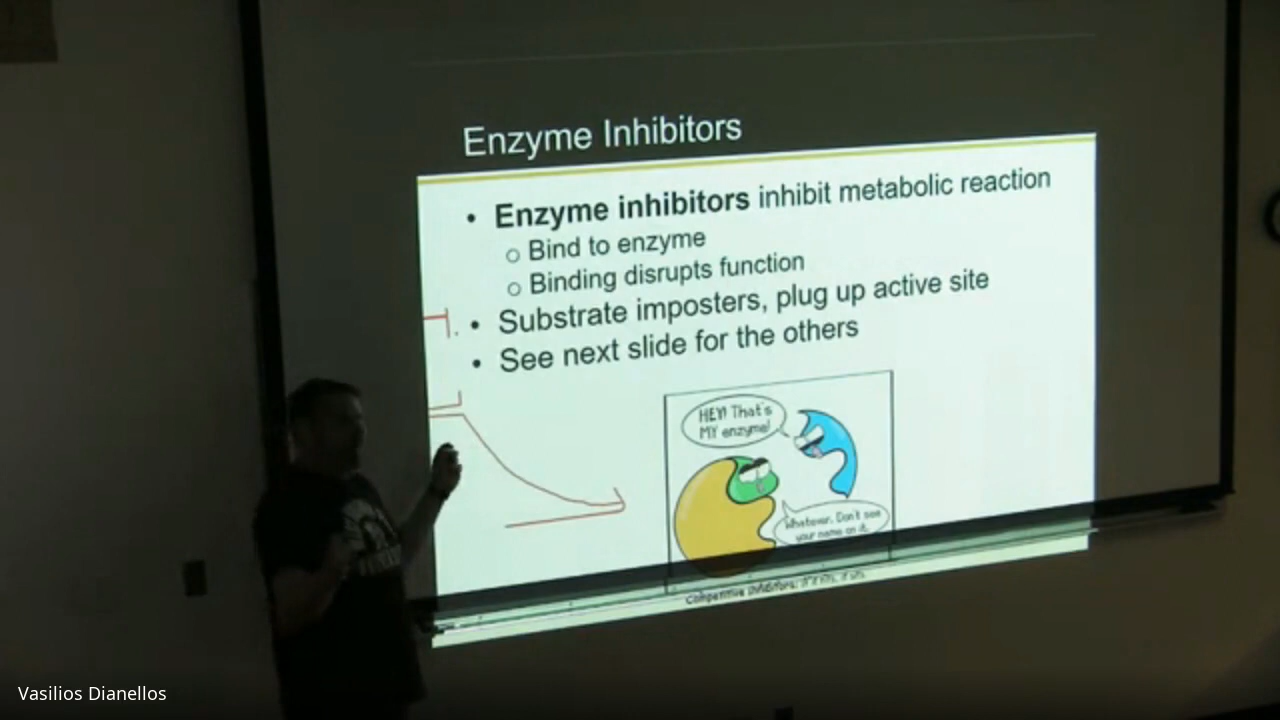 Enzyme Inhibitors
• Enzyme inhibitors inhibit metabolic reaction
○ Bind to enzyme
○ Binding disrupts function
• Substrate imposters, plug up active site
• See next slide for the others
HEY! That's
MY enzyme!
Whatever. Don't see
your name on it.
Competitive inhibitors:
Vasilios Dianellos